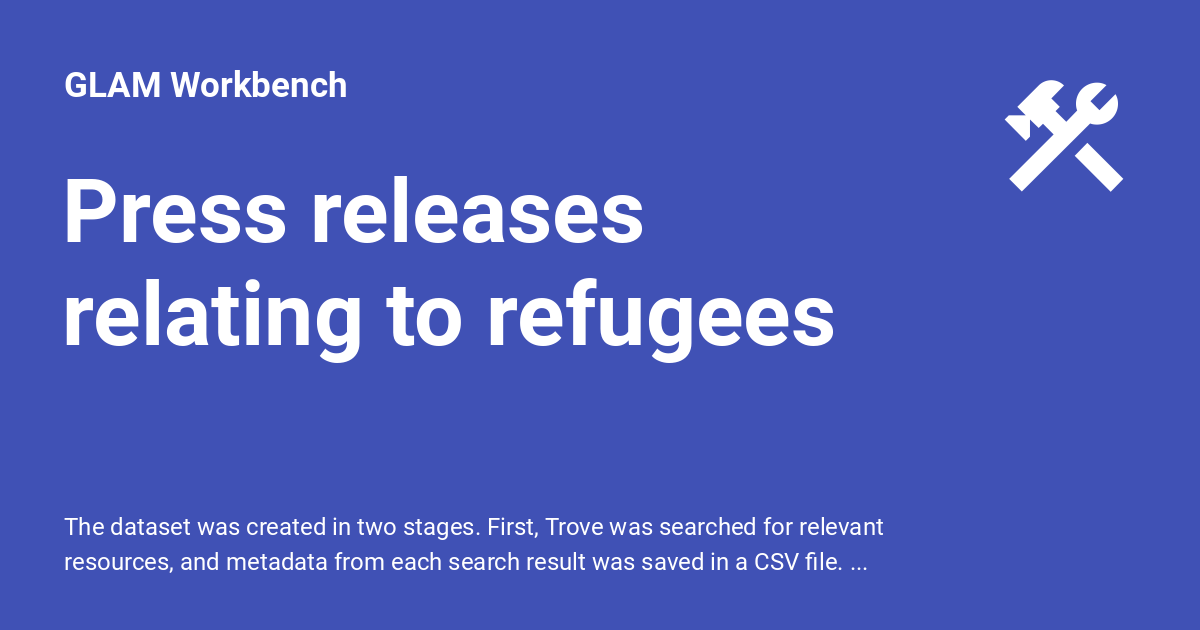 GLAM Workbench
Press releases
relating to refugees
The dataset was created in two stages. First, Trove was searched for relevant
resources, and metadata from each search result was saved in a CSV file. ...